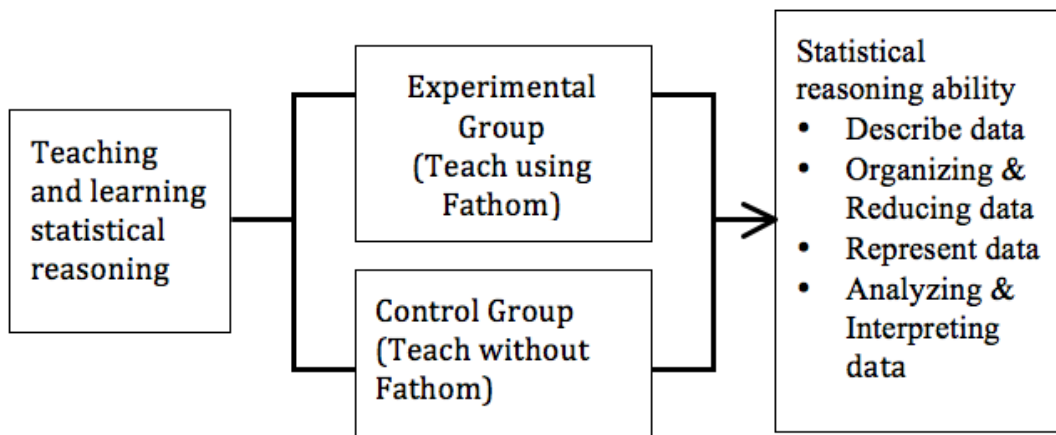 Teaching
and learning
statistical
reasoning
Experimental
Group
(Teach using
Fathom)
Control Group
(Teach without
Fathom)
Statistical
reasoning ability
• Describe data
• Organizing &
Reducing data
• Represent data
• Analyzing &
Interpreting
data